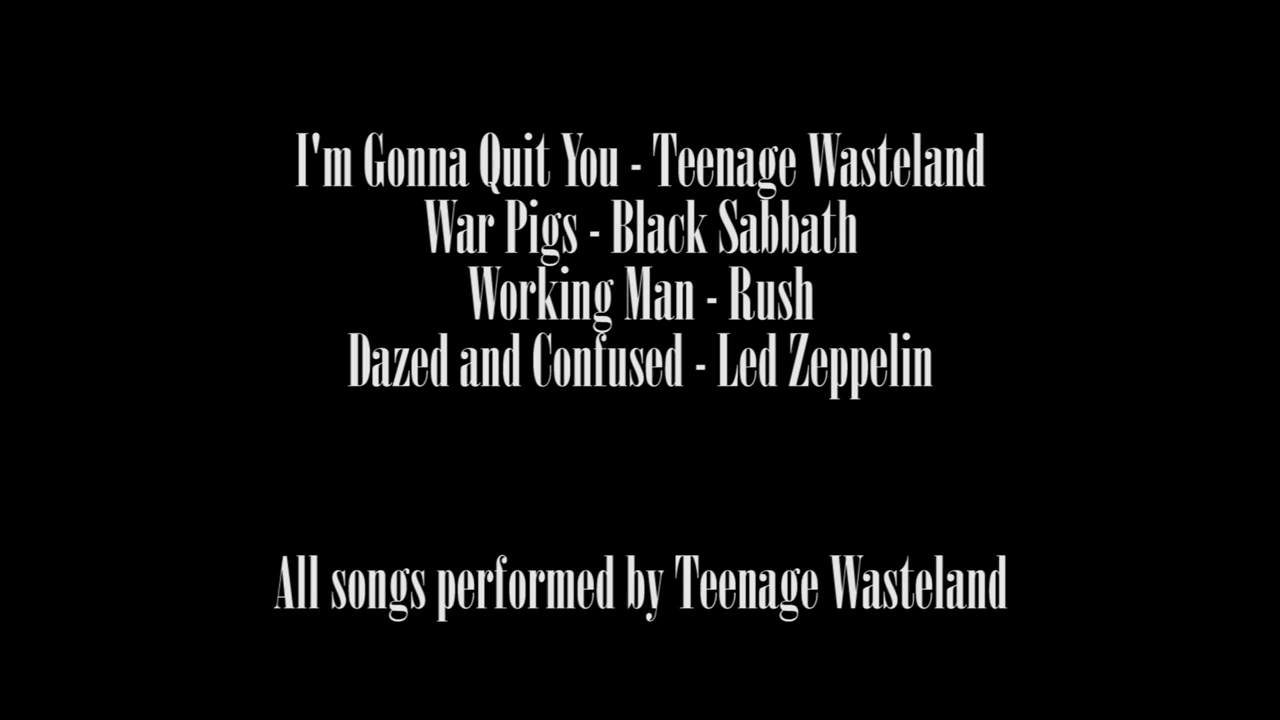 I'm Gonna Quit You - Teenage Wasteland
War Pigs - Black Sabbath
Working Man - Rush
Dazed and Confused - Led Zeppelin
All songs performed by Teenage Wasteland